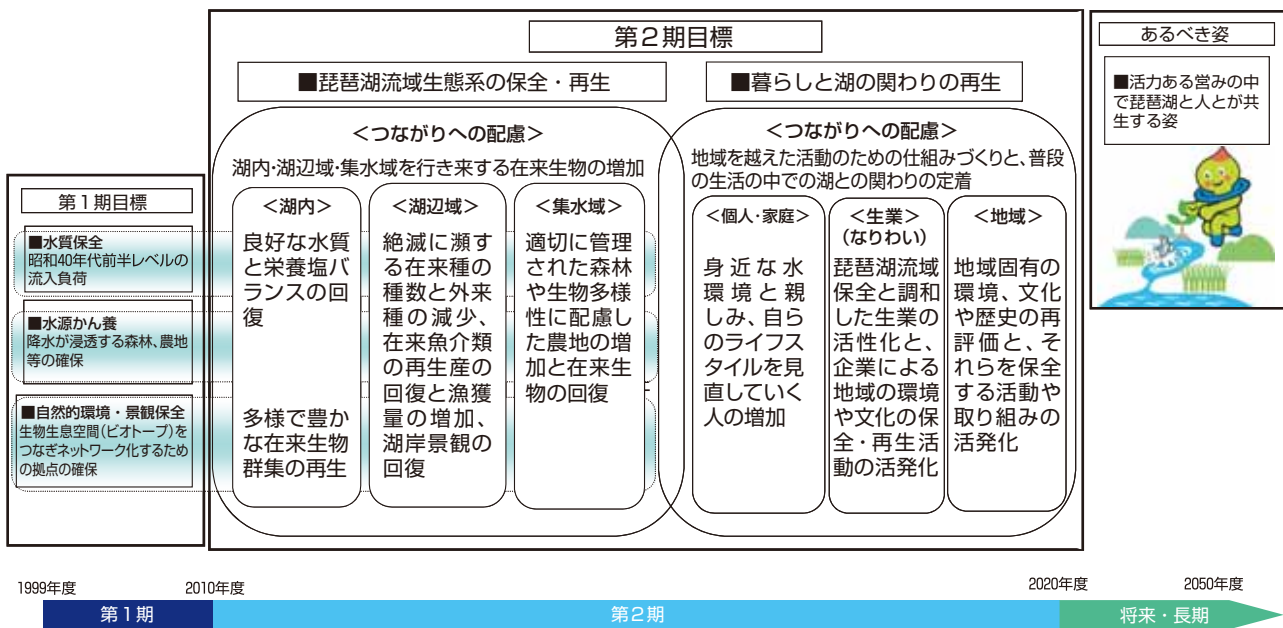 第1期目標
■水質保全
昭和40年代前半レベルの
流入負荷
■水源かん養
降水が浸透する森林、農地
等の確保
■自然的環境・景観保全
生物生息空間(ビオトープ)を
つなぎネットワーク化するため
の拠点の確保
第2期目標
■琵琶湖流域生態系の保全・再生
<つながりへの配慮>
湖内・湖辺域・集水域を行き来する在来生物の増加
<湖内>
良好な水質
と栄養塩バ
ランスの回
復
多様で豊か
な在来生物
群集の再生
<湖辺域>
絶滅に瀕す
る在来種の
種数と外来
種の減少、
在来魚介類
の再生産の
回復と漁獲
量の増加、
湖岸景観の
回復
<集水域>
適切に管理
された森林
や生物多様
性に配慮し
た農地の増
加と在来生
物の回復
■暮らしと湖の関わりの再生
<つながりへの配慮>
地域を越えた活動のための仕組みづくりと、普段
の生活の中での湖との関わりの定着
<個人・家庭>
身近な水
環境と親
しみ、自ら
のライフス
タイルを見
直していく
人の増加
<生業>
(なりわい)
琵琶湖流域
保全と調和
した生業の
活性化と、
企業による
地域の環境
や文化の保
全・再生活
動の活発化
<地域>
地域固有の
環境、文化
や歴史の再
評価と、そ
れらを保全
する活動や
取り組みの
活発化
あるべき姿
■活力ある営みの中
で琵琶湖と人とが共
生する姿
1999年度
2010年度
2020年度
2050年度
第1期
第2期
将来・長期